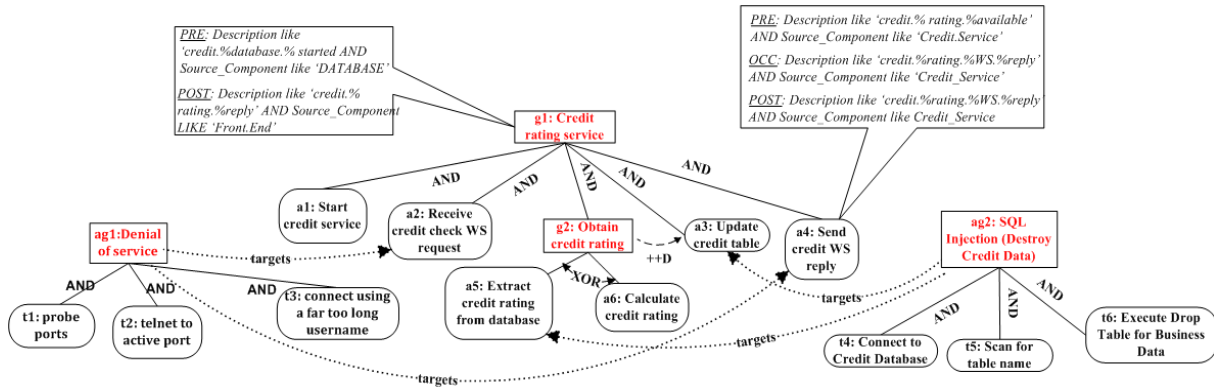 PRE: Description like
‘credit.%database.% started AND
Source_Component like ‘DATABASE’
POST: Description like ‘credit.%
rating.%reply’ AND Source_Component
LIKE ‘Front.End’
PRE: Description like ‘credit.% rating.%available’
AND Source_Component like ‘Credit.Service’
OCC: Description like ‘credit.%rating.%WS.%reply’
AND Source_Component like ‘Credit_Service’
POST: Description like ‘credit.%rating.%WS.%reply’
AND Source_Component like Credit_Service
g1: Credit
rating service
AND
AND
AND
AND
AND
a1: Start
credit service
a2: Receive
credit check WS
request
g2: Obtain
credit rating
++D
a3: Update
credit table
a4: Send
credit WS
reply
ag1:Denial
of service
targets
ag2: SQL
Injection (Destroy
Credit Data)
AND
AND
AND
t1: probe
ports
t2: telnet to
active port
t3: connect using
a far too long
username
XOR
a5: Extract
credit rating
from database
a6: Calculate
credit rating
targets
targets
targets
AND
AND
AND
t4: Connect to
Credit Database
t5: Scan for
table name
t6: Execute Drop
Table for Business
Data